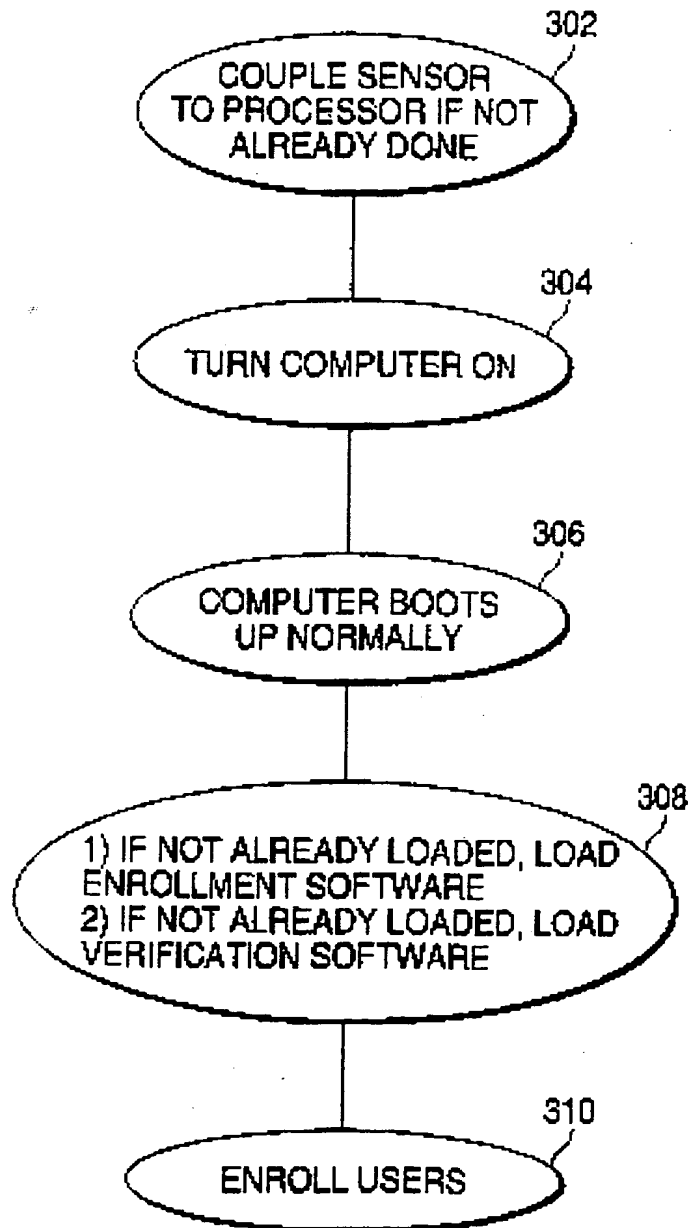 302
COUPLE SENSOR
TO PROCESSOR IF NOT
ALREADY DONE
304
TURN COMPUTER ON
306
COMPUTER BOOTS
UP NORMALLY
308
1) IF NOT ALREADY LOADED, LOAD
ENROLLMENT SOFTWARE
2) IF NOT ALREADY LOADED, LOAD
VERIFICATION SOFTWARE
310
ENROLL USERS